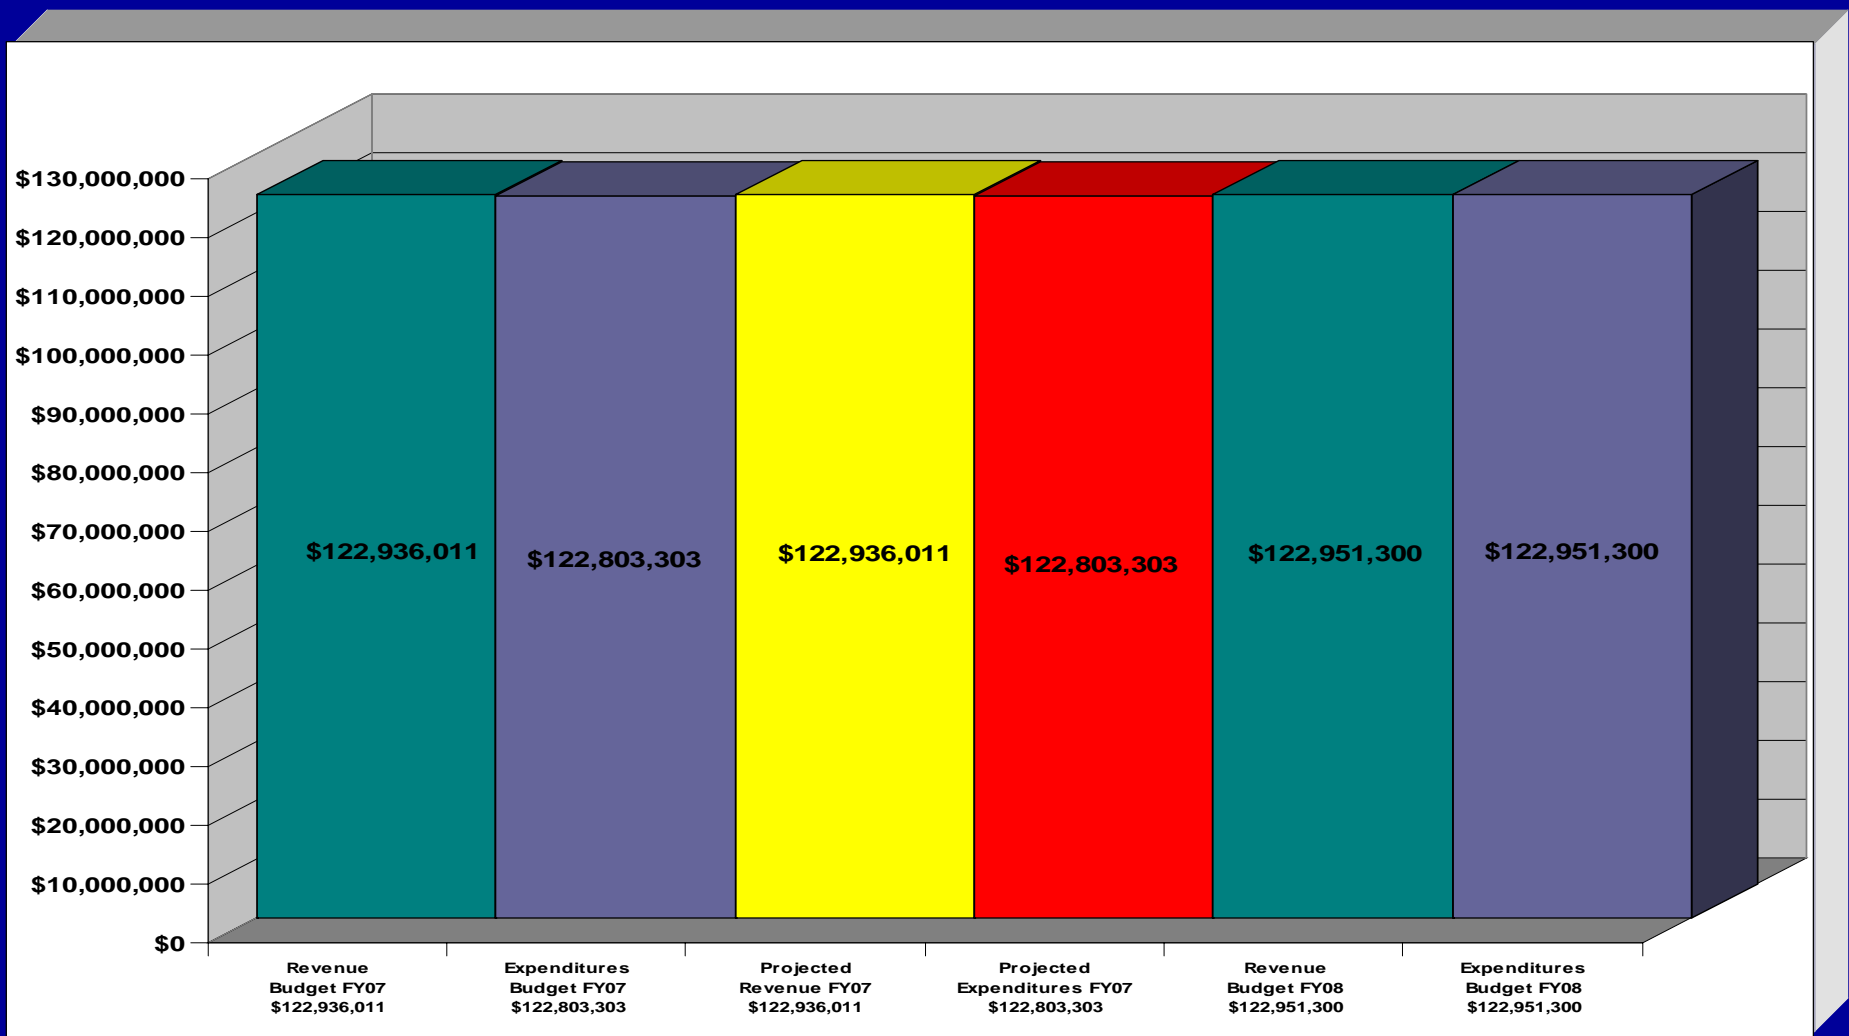 $130,000,000
$120,000,000
$110,000,000
$100,000,000
$90,000,000
$80,000,000
$70,000,000
$60,000,000
$50,000,000
$40,000,000
$30,000,000
$20,000,000
$10,000,000
$0
$122,936,011
$122,803,303
$122,936,011
$122,803,303
$122,951,300
$122,951,300
Revenue
Budget FY07
$122,936,011
Expenditures
Budget FY07
$122,803,303
Projected
Revenue FY07
$122,936,011
Projected
Expenditures FY07
$122,803,303
Revenue
Budget FY08
$122,951,300
Expenditures
Budget FY08
$122,951,300